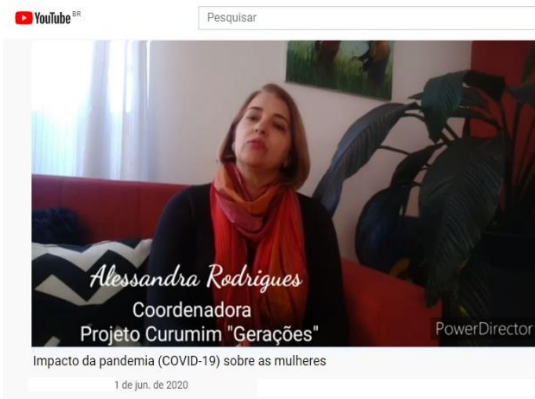 YouTube BR
Pesquisar
Alessandra Rodrigues
Coordenadora
Projeto Curumim "Gerações"
PowerDirector
Impacto da pandemia (COVID-19) sobre as mulheres
1 de jun. de 2020